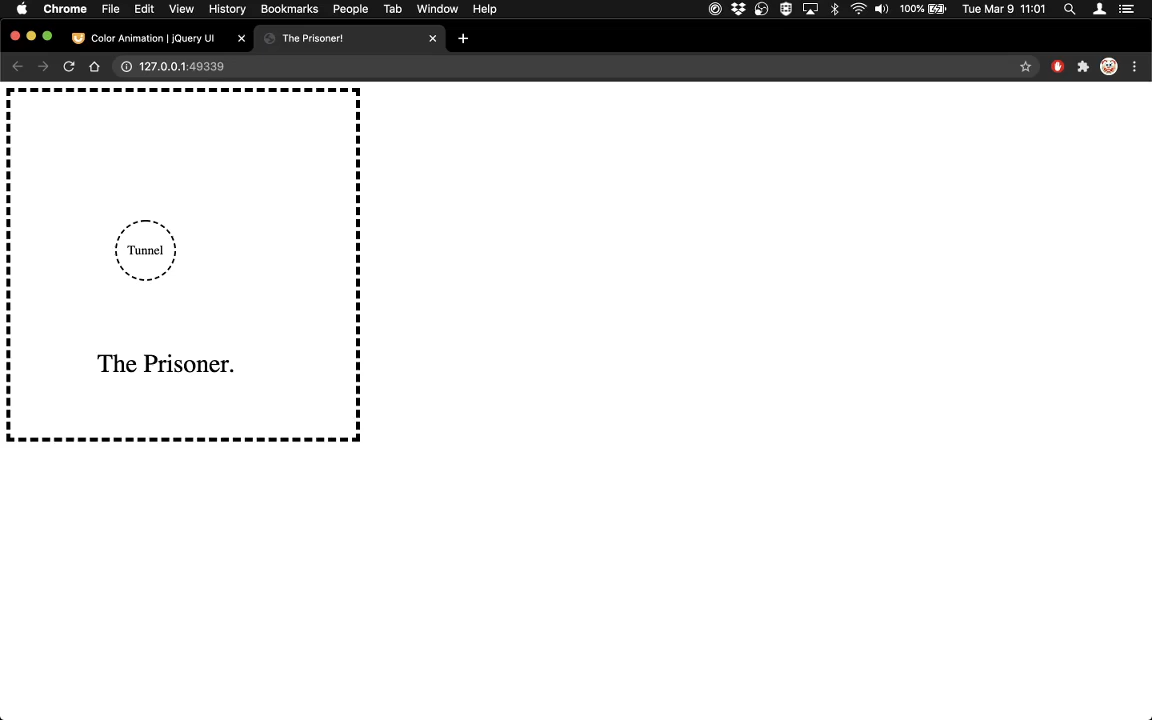 Chrome File Edit View History Bookmarks People Tab Window Help 100% Tue Mar 9 11:01
Color Animation | jQuery UI The Prisoner!
127.0.0.1:49339
Tunnel
The Prisoner.